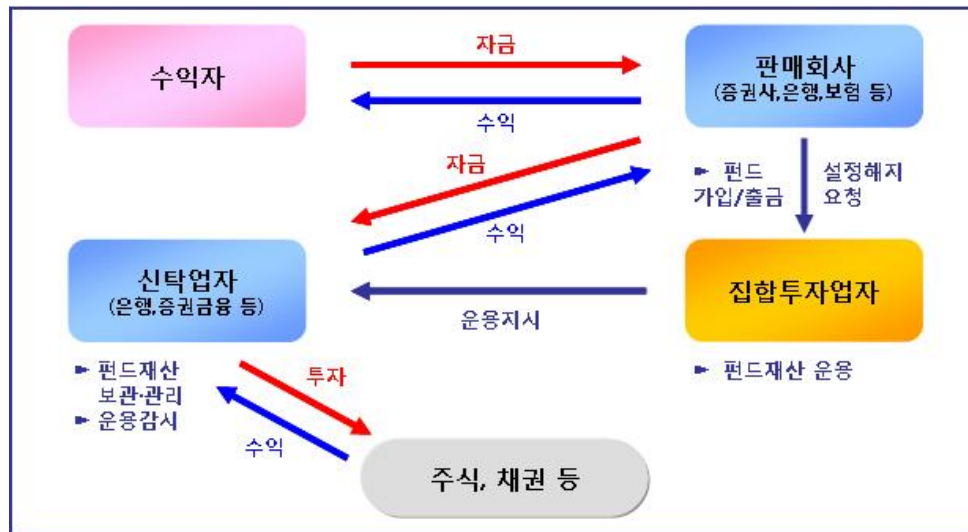 수익자
자금
수익
판매회사
(증권사,은행,보험 등)
자금
수익
► 펀드
가입/출금
설정해지
요청
신탁업자
(은행,증권금융 등)
운용지시
집합투자업자
► 펀드재산
보관·관리
► 운용감시
투자
수익
► 펀드재산 운용
주식, 채권 등